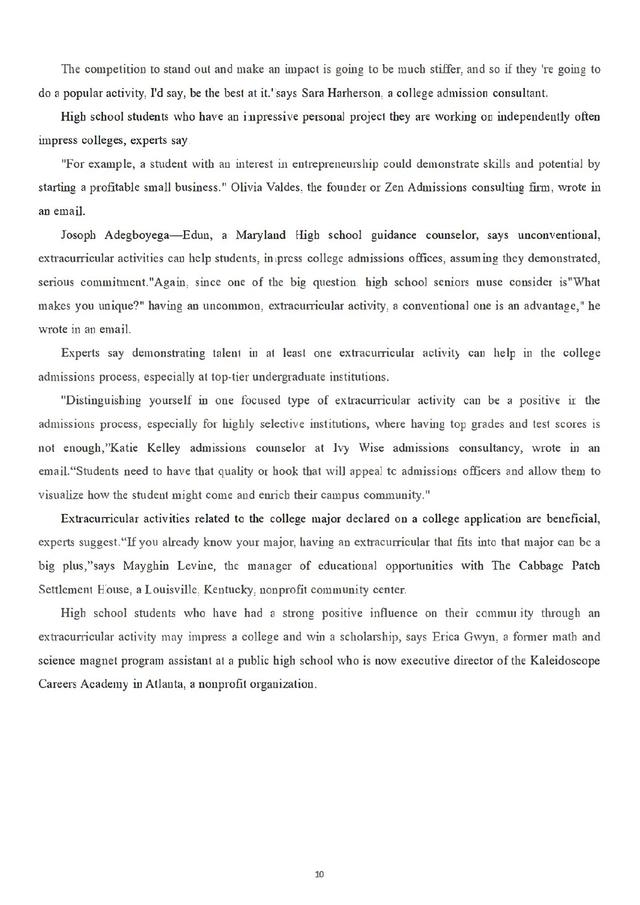 The competition to stand out and make an impact is going to be much stiffer, and so if they 're going to
do a popular activity, I'd say, be the best at it.' says Sara Harherson, a college admission consultant.
High school students who have an impressive personal project they are working on independently often
impress colleges, experts say
"For example, a student with an interest in entrepreneurship could demonstrate skills and potential by
starting a profitable small business." Olivia Valdes, the founder or Zen Admissions consulting firm, wrote in
an email.
Josoph Adegboyega—Edun, a Maryland High school guidance counselor, says unconventional,
extracurricular activities can help students, impress college admissions offices, assuming they demonstrated,
serious commitment."Again, since one of the big question high school seniors muse consider is"What
makes you unique?" having an uncommon, extracurricular activity, a conventional one is an advantage," he
wrote in an email.
Experts say demonstrating talent in at least one extracurricular activity can help in the college
admissions process, especially at top-tier undergraduate institutions.
"Distinguishing yourself in one focused type of extracurricular activity can be a positive in the
admissions process, especially for highly selective institutions, where having top grades and test scores is
not enough,”Katie Kelley admissions counselor at Ivy Wise admissions consultancy, wrote in an
email.“Students need to have that quality or hook that will appeal to admissions officers and allow them to
visualize how the student might come and enrich their campus community."
Extracurricular activities related to the college major declared on a college application are beneficial,
experts suggest.“If you already know your major, having an extracurricular that fits into that major can be a
big plus,”says Mayghin Levine, the manager of educational opportunities with The Cabbage Patch
Settlement House, a Louisville, Kentucky, nonprofit community center.
High school students who have had a strong positive influence on their community through an
extracurricular activity may impress a college and win a scholarship, says Erica Gwyn, a former math and
science magnet program assistant at a public high school who is now executive director of the Kaleidoscope
Careers Academy in Atlanta, a nonprofit organization.
10